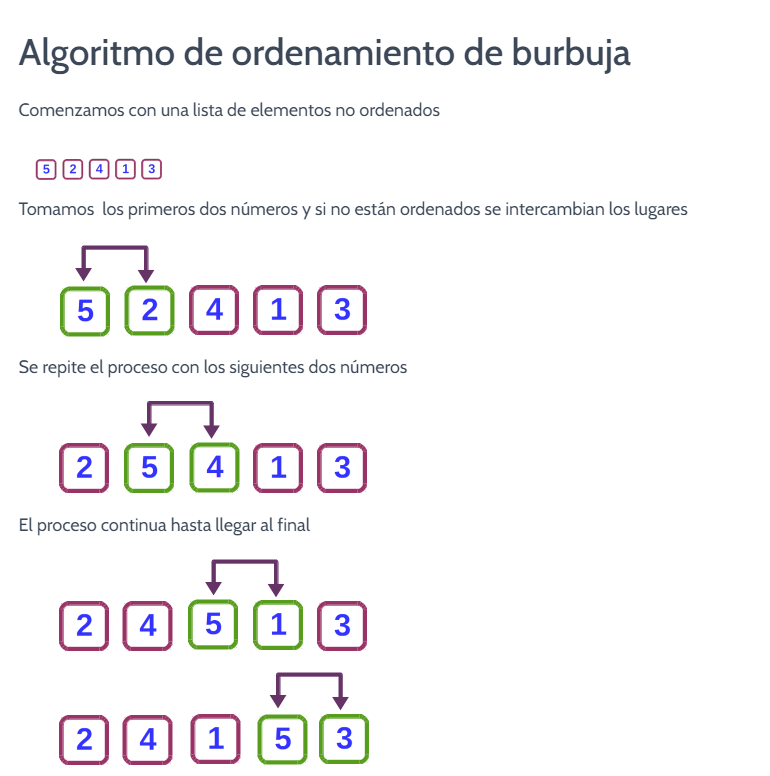 Algoritmo de ordenamiento de burbuja
Comenzamos con una lista de elementos no ordenados
5 2 4 1 3
Tomamos los primeros dos números y si no están ordenados se intercambian los lugares
5 2 4 1 3
Se repite el proceso con los siguientes dos números
2 5 4 1 3
El proceso continua hasta llegar al final
2 4 5 1 3
2 4 1 5 3